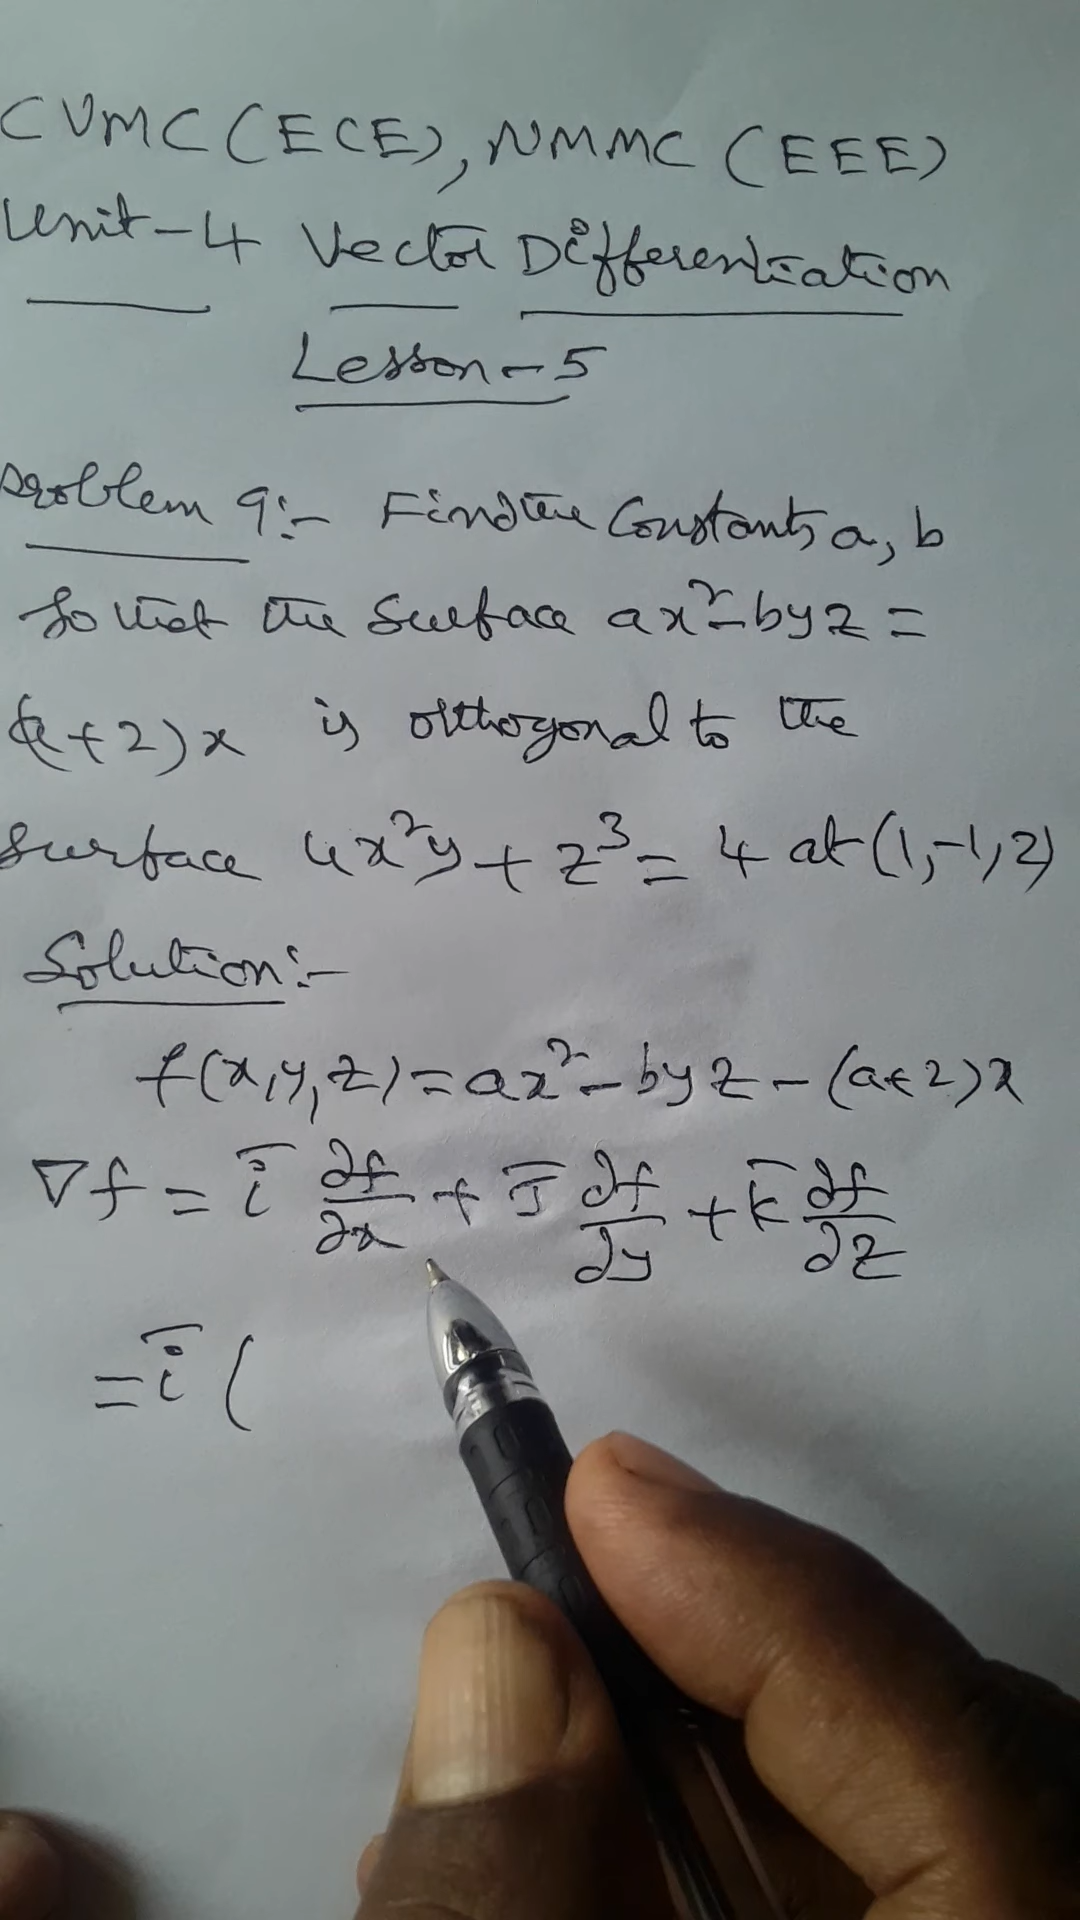 CVMC (ECE), NMMC (EEE)
Unit-4 Vector Differentiation
Lesson-5
Problem 9:- Find the Constants a, b
So that the Surface ax²-byz=
(a+2)x is orthogonal to the
Surface 4x²y+z³=4 at (1,-1,2)
Solution:-
f(x,y,z)=ax²-byz-(a+2)x
∇f = i̅ ∂f/∂x + j̅ ∂f/∂y + k̅ ∂f/∂z
= i̅ (